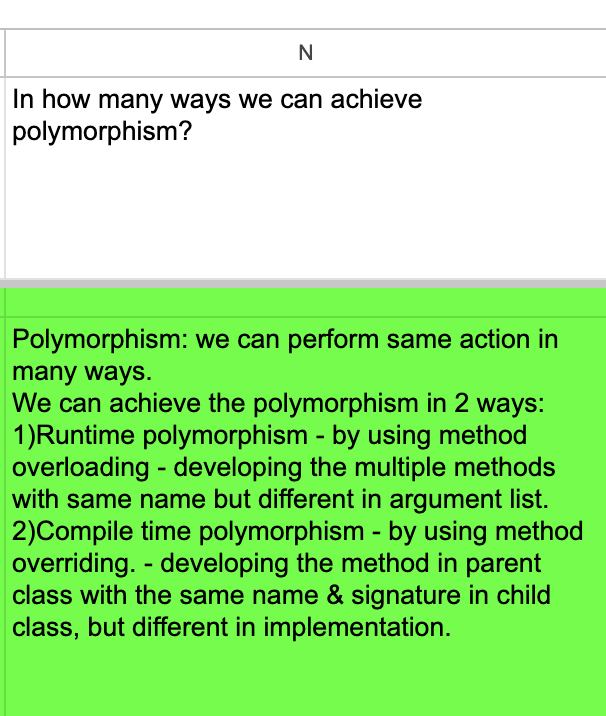 N
In how many ways we can achieve
polymorphism?
Polymorphism: we can perform same action in
many ways.
We can achieve the polymorphism in 2 ways:
1)Runtime polymorphism - by using method
overloading - developing the multiple methods
with same name but different in argument list.
2)Compile time polymorphism - by using method
overriding. - developing the method in parent
class with the same name & signature in child
class, but different in implementation.